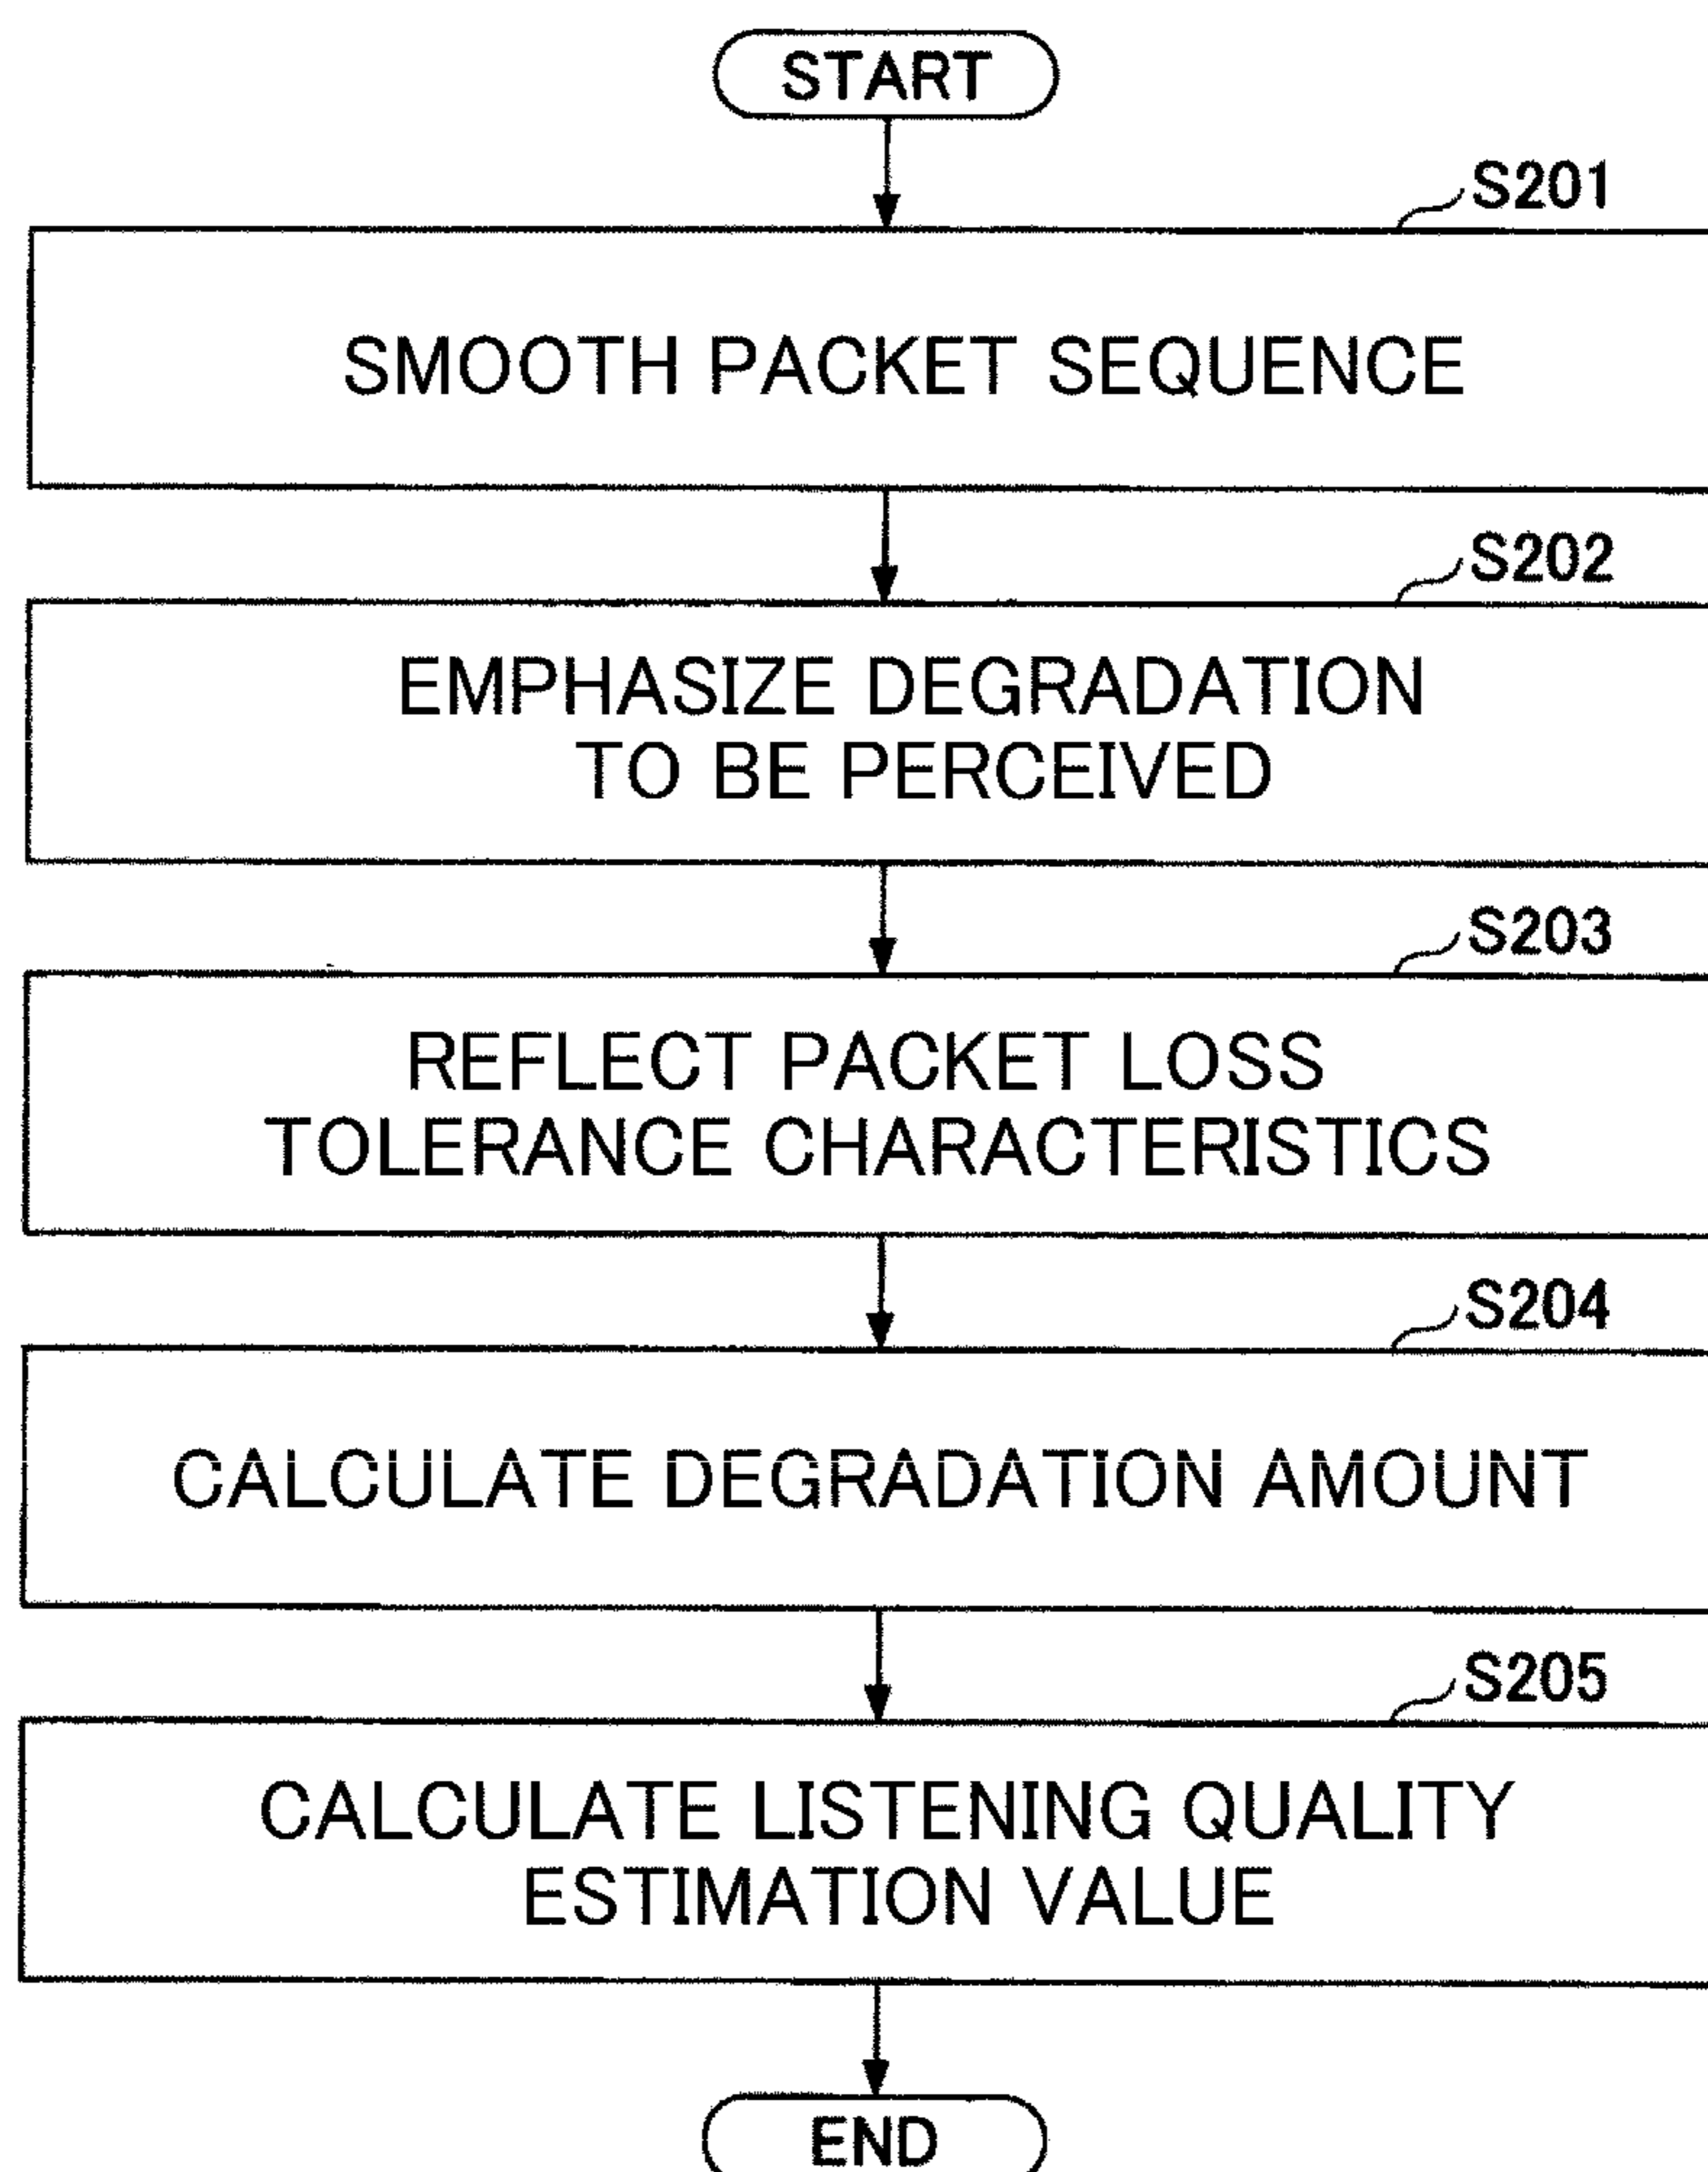 START
S201
SMOOTH PACKET SEQUENCE
S202
EMPHASIZE DEGRADATION
TO BE PERCEIVED
S203
REFLECT PACKET LOSS
TOLERANCE CHARACTERISTICS
S204
CALCULATE DEGRADATION AMOUNT
S205
CALCULATE LISTENING QUALITY
ESTIMATION VALUE
END